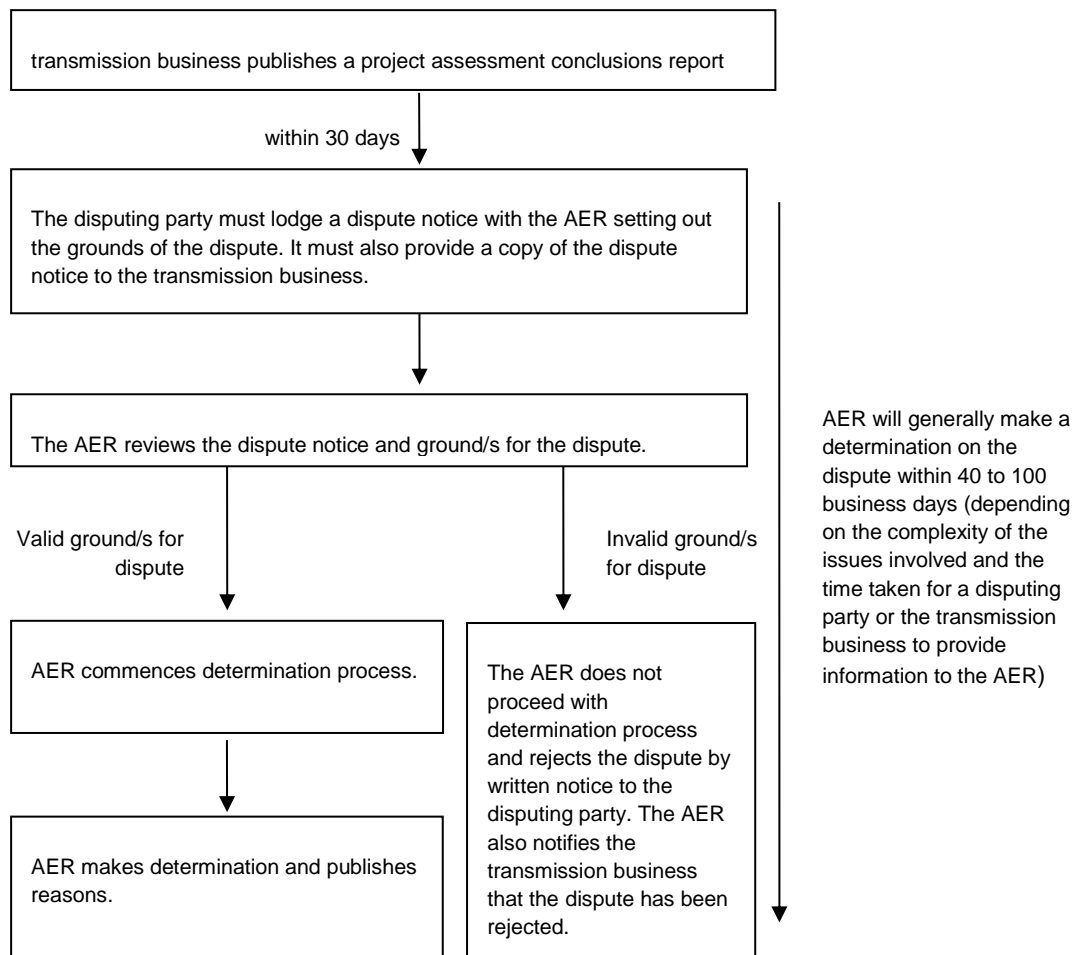 transmission business publishes a project assessment conclusions report
within 30 days
The disputing party must lodge a dispute notice with the AER setting out
the grounds of the dispute. It must also provide a copy of the dispute
notice to the transmission business.
The AER reviews the dispute notice and ground/s for the dispute.
Valid ground/s for
dispute
Invalid ground/s
for dispute
AER commences determination process.
AER makes determination and publishes
reasons.
The AER does not
proceed with
determination process
and rejects the dispute by
written notice to the
disputing party. The AER
also notifies the
transmission business
that the dispute has been
rejected.
AER will generally make a
determination on the
dispute within 40 to 100
business days (depending
on the complexity of the
issues involved and the
time taken for a disputing
party or the transmission
business to provide
information to the AER)